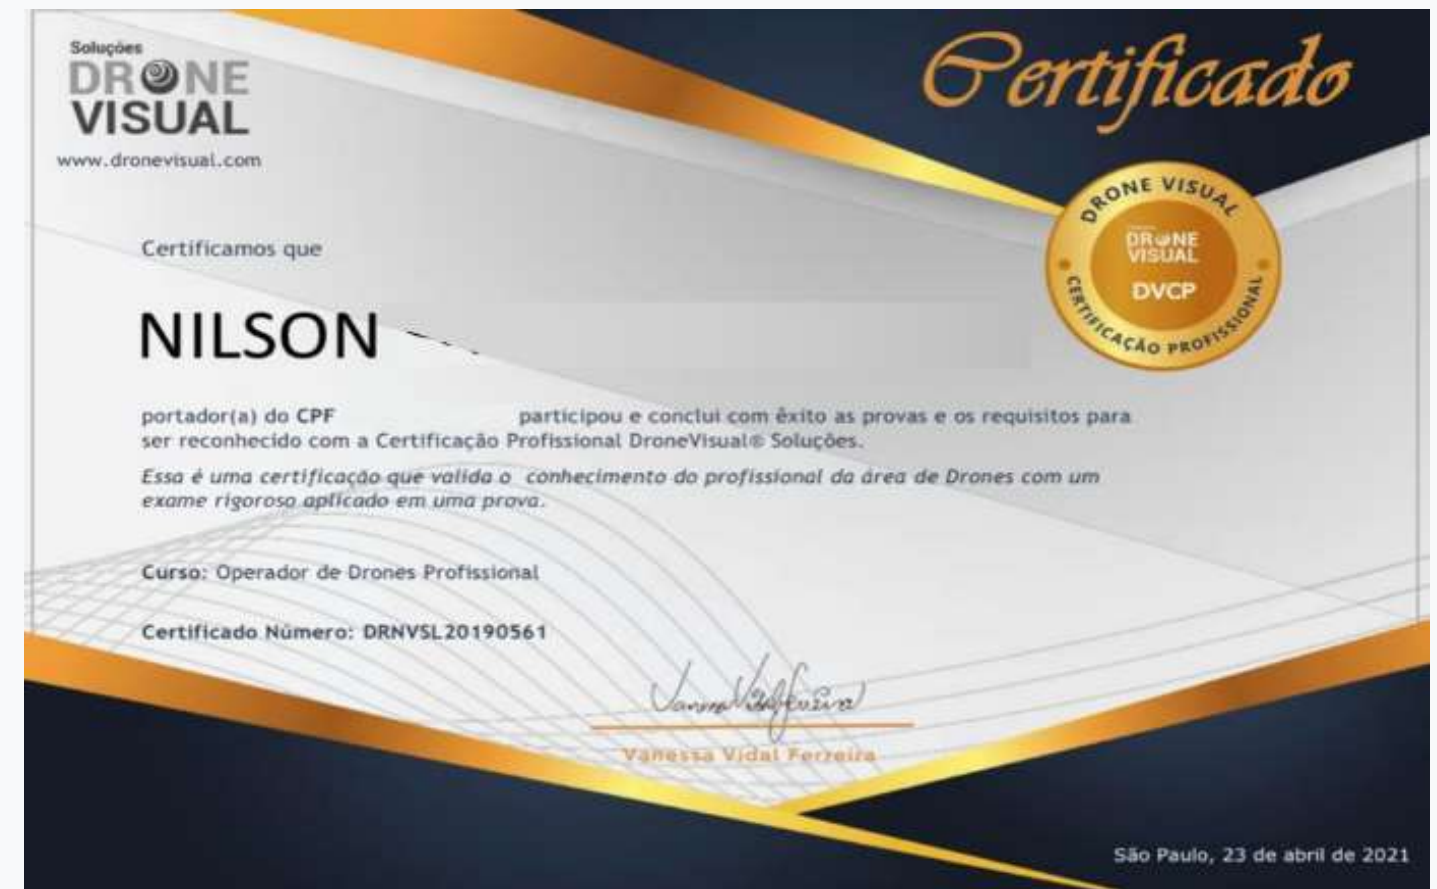 Soluções
DRONE
VISUAL
www.dronevisual.com
Certificado
DRONE VISUAL
DRONE
VISUAL
DVCP
CERTIFICAÇÃO PROFISSIONAL
Certificamos que
NILSON
portador(a) do CPF participou e conclui com êxito as provas e os requisitos para
ser reconhecido com a Certificação Profissional DroneVisual® Soluções.
Essa é uma certificação que valida o conhecimento do profissional da área de Drones com um
exame rigoroso aplicado em uma prova.
Curso: Operador de Drones Profissional
Certificado Número: DRNVSL20190561
Vanessa Vidal Ferreira
São Paulo, 23 de abril de 2021